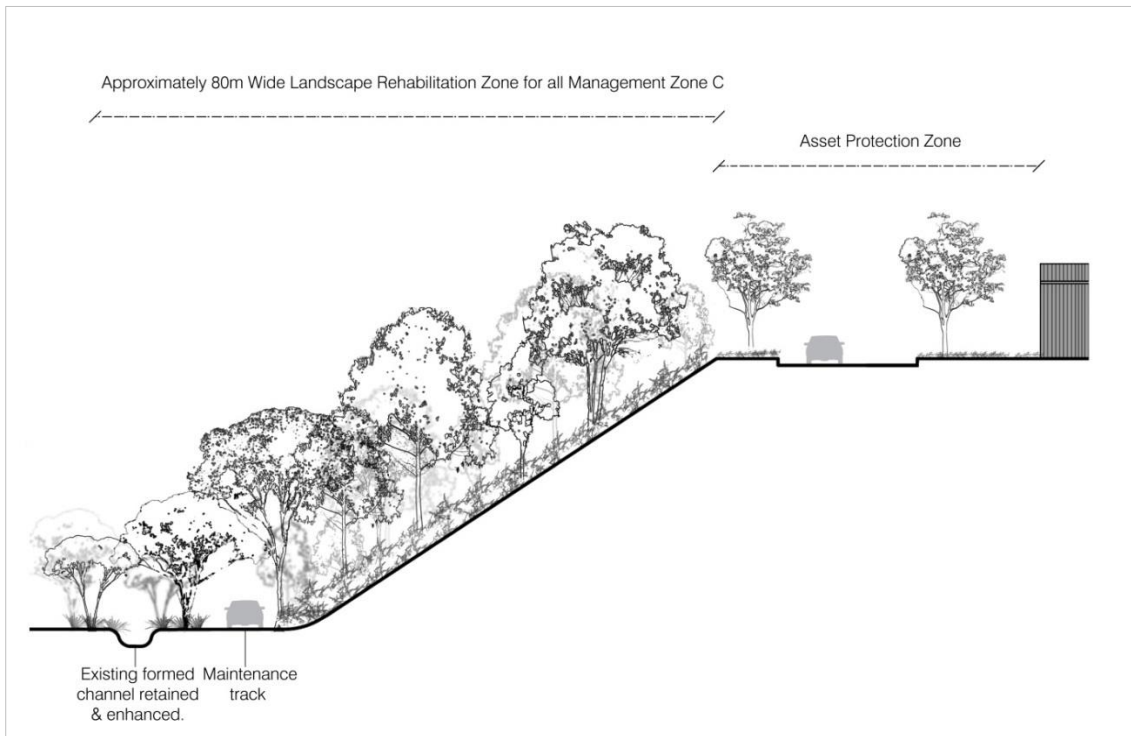 Approximately 80m Wide Landscape Rehabilitation Zone for all Management Zone C
Asset Protection Zone
Existing formed
channel retained
& enhanced.
Maintenance
track